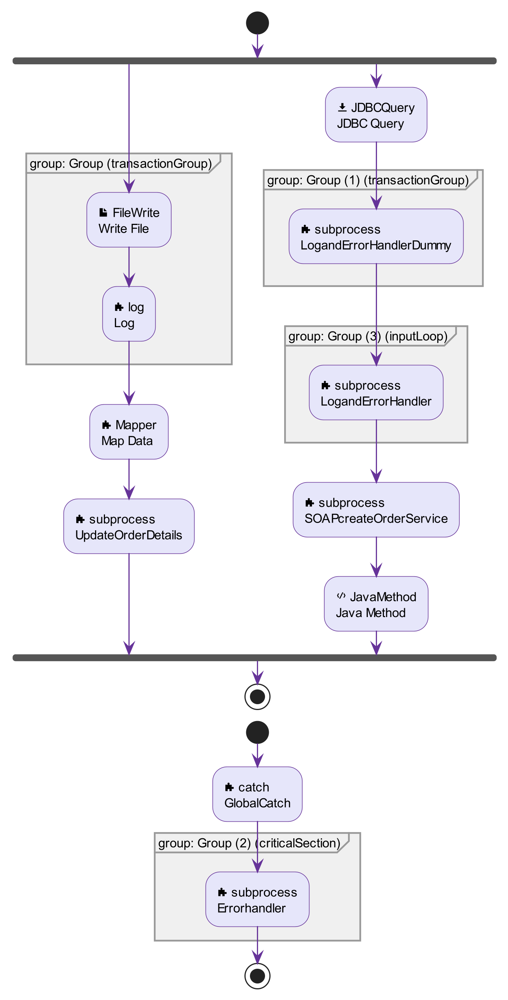 JDBCQuery
JDBC Query
group: Group (transactionGroup)
group: Group (1) (transactionGroup)
FileWrite
Write File
subprocess
LogandErrorHandlerDummy
log
Log
group: Group (3) (inputLoop)
subprocess
LogandErrorHandler
Mapper
Map Data
subprocess
SOAPcreateOrderService
subprocess
UpdateOrderDetails
JavaMethod
Java Method
catch
GlobalCatch
group: Group (2) (criticalSection)
subprocess
Errorhandler